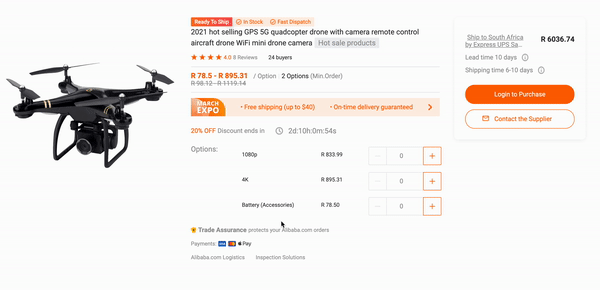 Ready To Ship In Stock Fast Dispatch
2021 hot selling GPS 5G quadcopter drone with camera remote control
aircraft drone WiFi mini drone camera Hot sale products
4.0 8 Reviews 24 buyers
R 78.5 - R 895.31 / Option 2 Options (Min.Order)
R 98.12 - R 1119.14
MARCH
EXPO
• Free shipping (up to $40) • On-time delivery guaranteed
20% OFF Discount ends in 2d:10h:0m:54s
Options:
1080p R 833.99 − 0 +
4K R 895.31 − 0 +
Battery (Accessories) R 78.50 − 0 +
Trade Assurance protects your Alibaba.com orders
Payments: VISA Pay
Alibaba.com Logistics Inspection Solutions
Ship to South Africa
by Express UPS Sa... R 6036.74
Lead time 10 days
Shipping time 6-10 days
Login to Purchase
Contact the Supplier